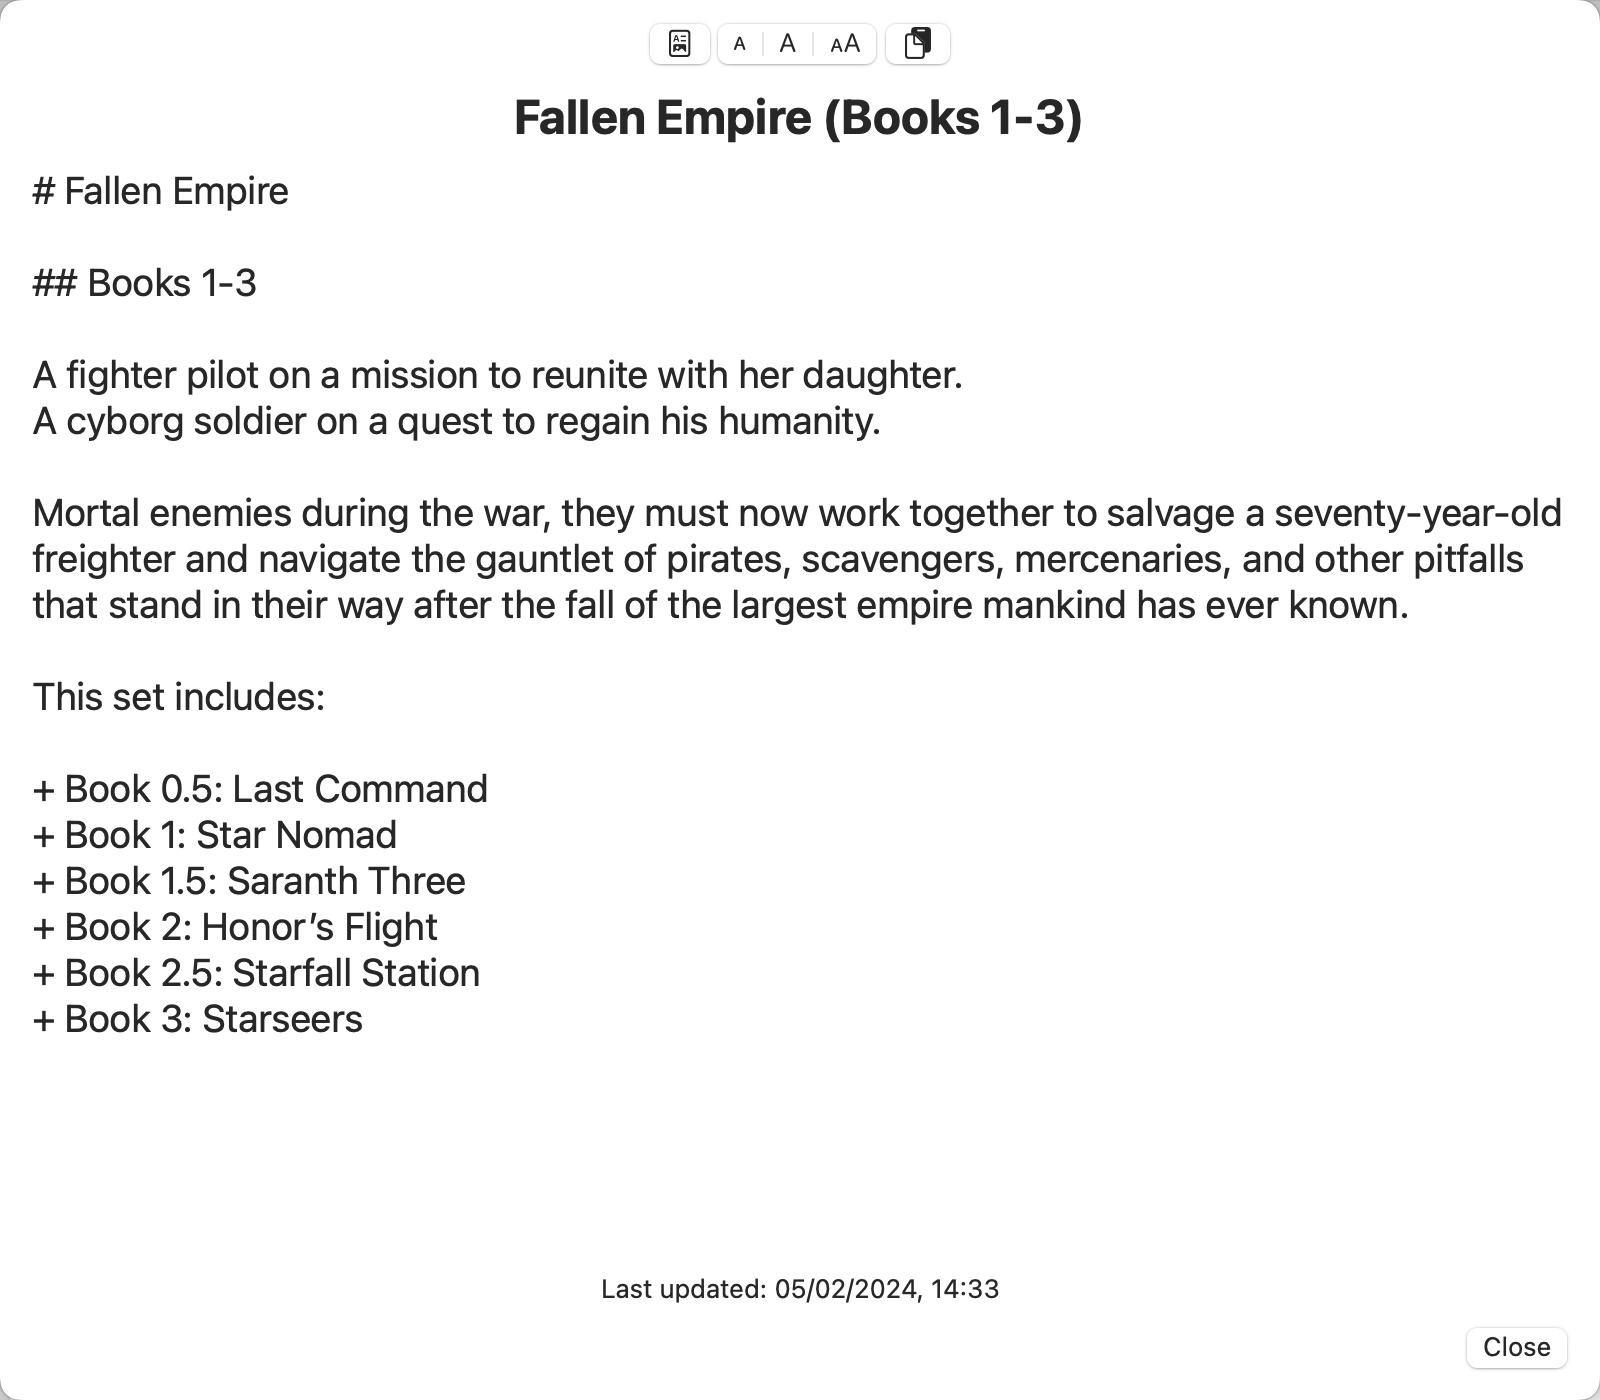 A A AA
Fallen Empire (Books 1-3)
# Fallen Empire
## Books 1-3
A fighter pilot on a mission to reunite with her daughter.
A cyborg soldier on a quest to regain his humanity.
Mortal enemies during the war, they must now work together to salvage a seventy-year-old
freighter and navigate the gauntlet of pirates, scavengers, mercenaries, and other pitfalls
that stand in their way after the fall of the largest empire mankind has ever known.
This set includes:
+ Book 0.5: Last Command
+ Book 1: Star Nomad
+ Book 1.5: Saranth Three
+ Book 2: Honor’s Flight
+ Book 2.5: Starfall Station
+ Book 3: Starseers
Last updated: 05/02/2024, 14:33
Close